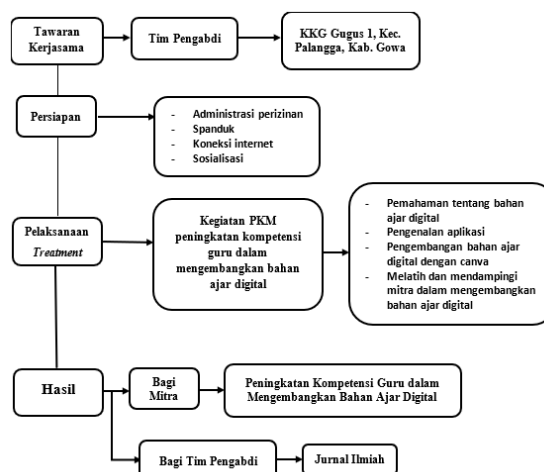 Tawaran
Kerjasama
Tim Pengabdi
KKG Gugus 1, Kec.
Palangga, Kab. Gowa
Persiapan
- Administrasi perizinan
- Spanduk
- Koneksi internet
- Sosialisasi
Pelaksanaan
Treatment
Kegiatan PKM
peningkatan kompetensi
guru dalam
mengembangkan bahan
ajar digital
- Pemahaman tentang bahan
ajar digital
- Pengenalan aplikasi
- Pengembangan bahan ajar
digital dengan canva
- Melatih dan mendampingi
mitra dalam mengembangkan
bahan ajar digital
Hasil
Bagi
Mitra
Peningkatan Kompetensi Guru dalam
Mengembangkan Bahan Ajar Digital
Bagi Tim Pengabdi
Jurnal Ilmiah